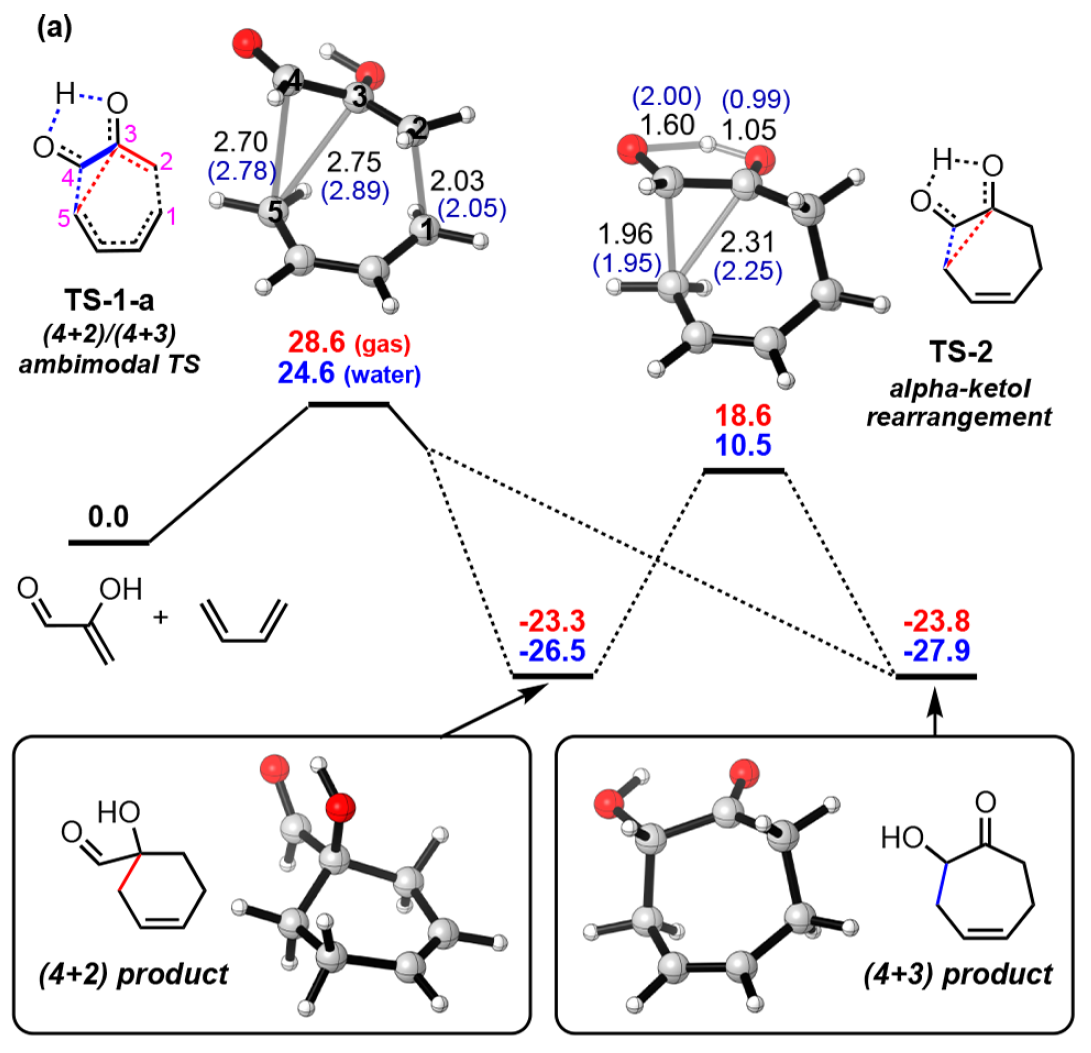 (a)
H
O
O
3
2
4
5
1
TS-1-a
(4+2)/(4+3)
ambimodal TS
4
3
2
5
1
2.70
(2.78)
2.75
(2.89)
2.03
(2.05)
28.6 (gas)
24.6 (water)
(2.00)
(0.99)
1.60
1.05
1.96
(1.95)
2.31
(2.25)
H
O
O
TS-2
alpha-ketol
rearrangement
18.6
10.5
0.0
O
OH
+
-23.3
-26.5
-23.8
-27.9
HO
O
(4+2) product
O
HO
(4+3) product